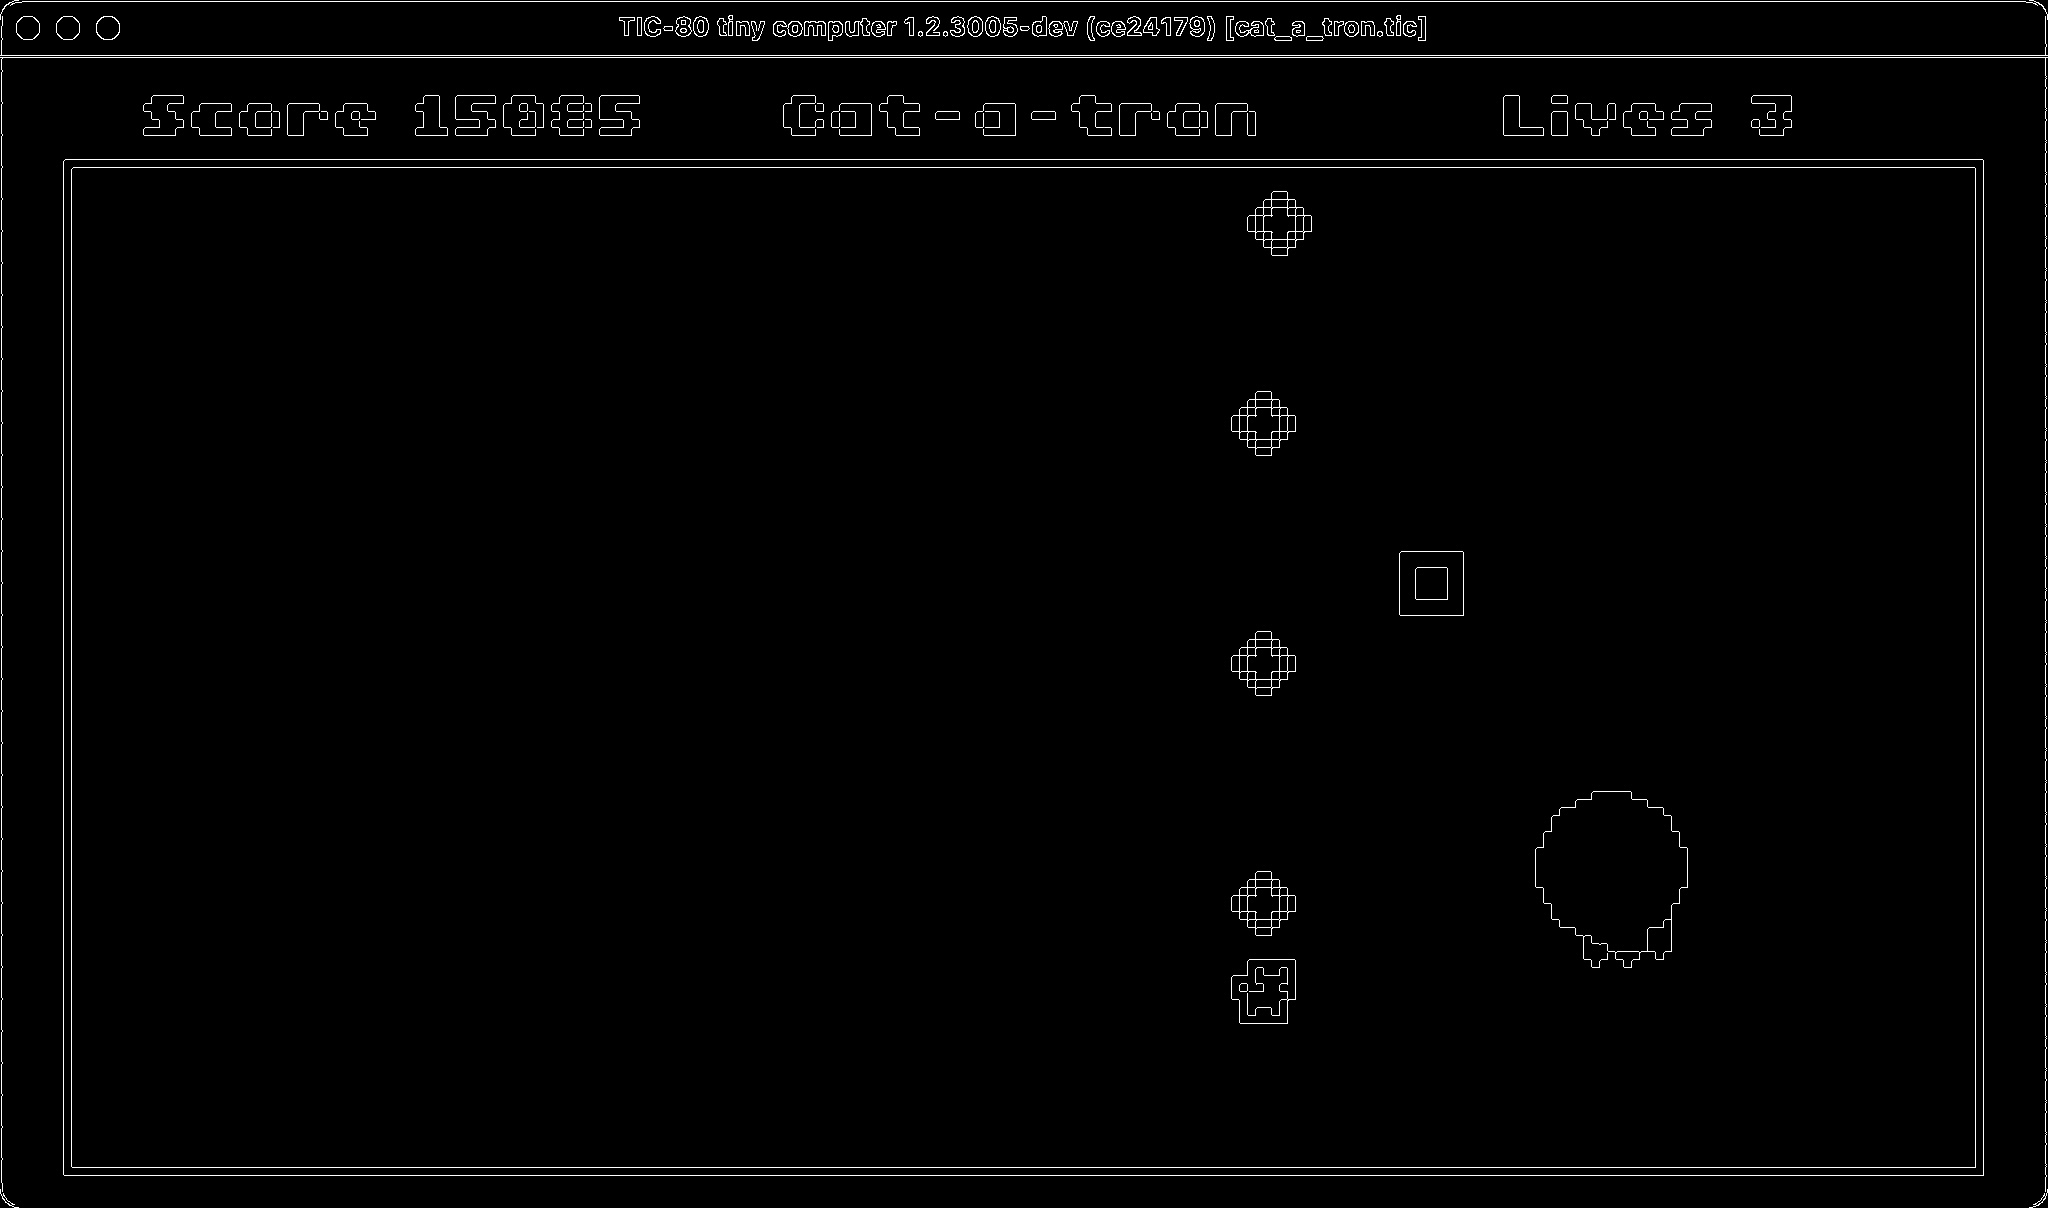 TIC-80 tiny computer 1.2.3005-dev (ce24179) [cat_a_tron.tic]
Score 15085 Cat-a-tron Lives 3